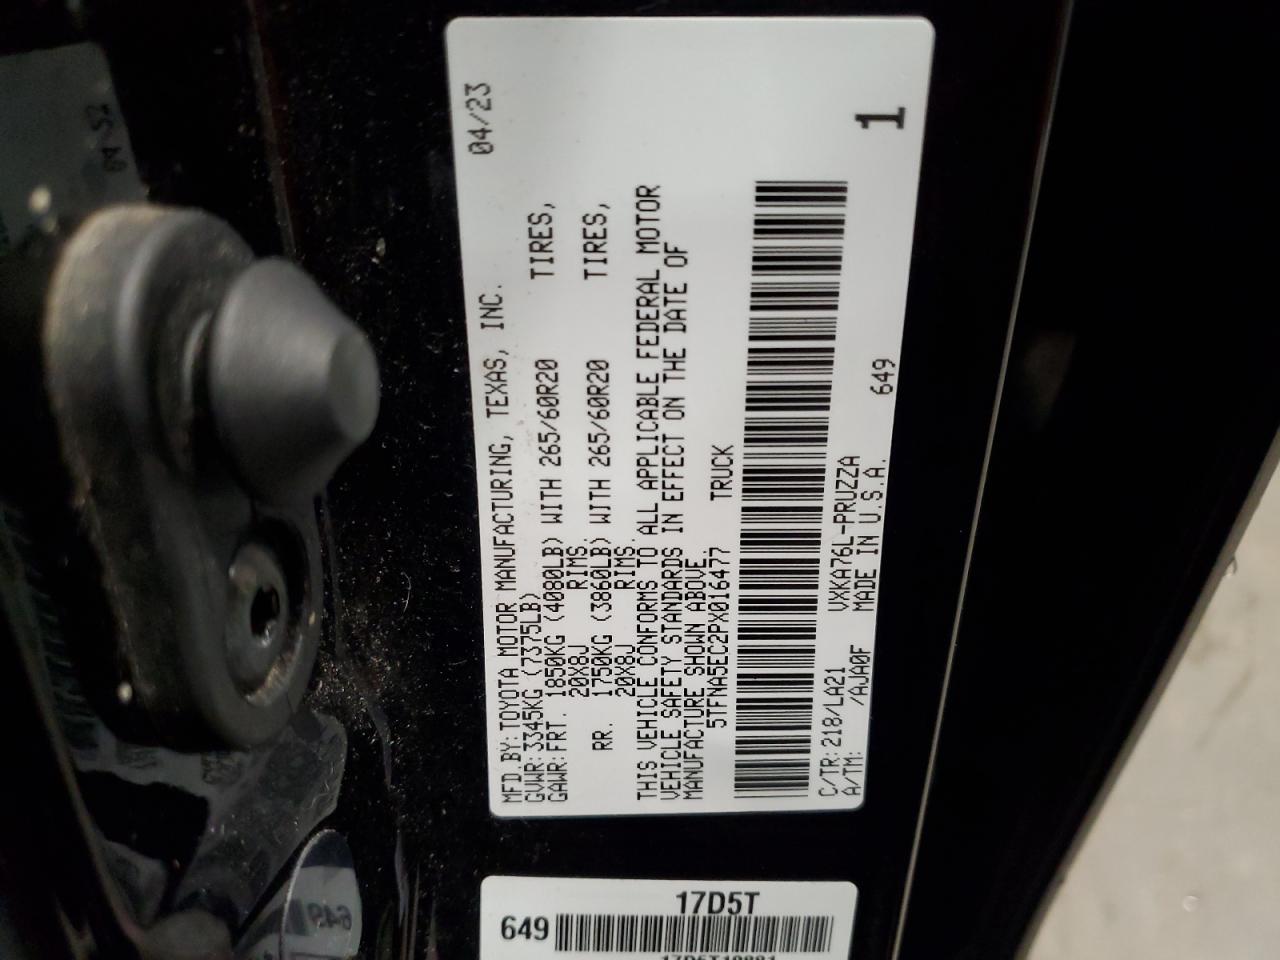 04/23
MFD.BY:TOYOTA MOTOR MANUFACTURING, TEXAS, INC.
GVWR:3345KG (7375LB)
GAWR:FRT. 1850KG (4080LB) WITH 265/60R20 TIRES,
20X8J RIMS.
RR. 1750KG (3860LB) WITH 265/60R20 TIRES,
20X8J RIMS.
THIS VEHICLE CONFORMS TO ALL APPLICABLE FEDERAL MOTOR
VEHICLE SAFETY STANDARDS IN EFFECT ON THE DATE OF
MANUFACTURE SHOWN ABOVE.
5TFNA5EC2PX016477 TRUCK
C/TR:218/LA21 VXKA76L-PRUZZA 649
A/TM: /AJA0F MADE IN U.S.A.
1
17D5T
649